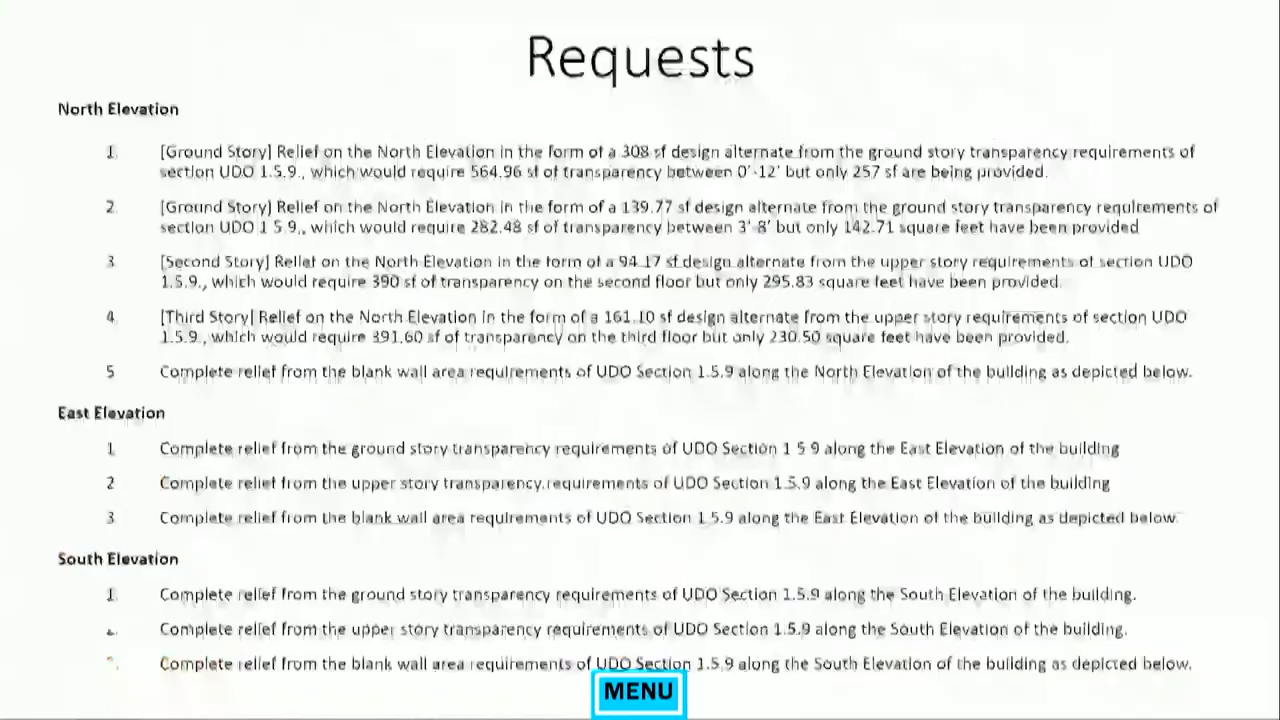 Requests
North Elevation
1. [Ground Story] Relief on the North Elevation in the form of a 308 sf design alternate from the ground story transparency requirements of
section UDO 1.5.9., which would require 564.96 sf of transparency between 0'-12' but only 257 sf are being provided.
2. [Ground Story] Relief on the North Elevation in the form of a 139.77 sf design alternate from the ground story transparency requirements of
section UDO 1.5.9., which would require 282.48 sf of transparency between 3'-8' but only 142.71 square feet have been provided
3. [Second Story] Relief on the North Elevation in the form of a 94.17 sf design alternate from the upper story requirements of section UDO
1.5.9., which would require 390 sf of transparency on the second floor but only 295.83 square feet have been provided.
4. [Third Story] Relief on the North Elevation in the form of a 161.10 sf design alternate from the upper story requirements of section UDO
1.5.9., which would require 391.60 sf of transparency on the third floor but only 230.50 square feet have been provided.
5. Complete relief from the blank wall area requirements of UDO Section 1.5.9 along the North Elevation of the building as depicted below.
East Elevation
1. Complete relief from the ground story transparency requirements of UDO Section 1.5.9 along the East Elevation of the building
2. Complete relief from the upper story transparency requirements of UDO Section 1.5.9 along the East Elevation of the building
3. Complete relief from the blank wall area requirements of UDO Section 1.5.9 along the East Elevation of the building as depicted below.
South Elevation
1. Complete relief from the ground story transparency requirements of UDO Section 1.5.9 along the South Elevation of the building.
Complete relief from the upper story transparency requirements of UDO Section 1.5.9 along the South Elevation of the building.
Complete relief from the blank wall area requirements of UDO Section 1.5.9 along the South Elevation of the building as depicted below.
MENU